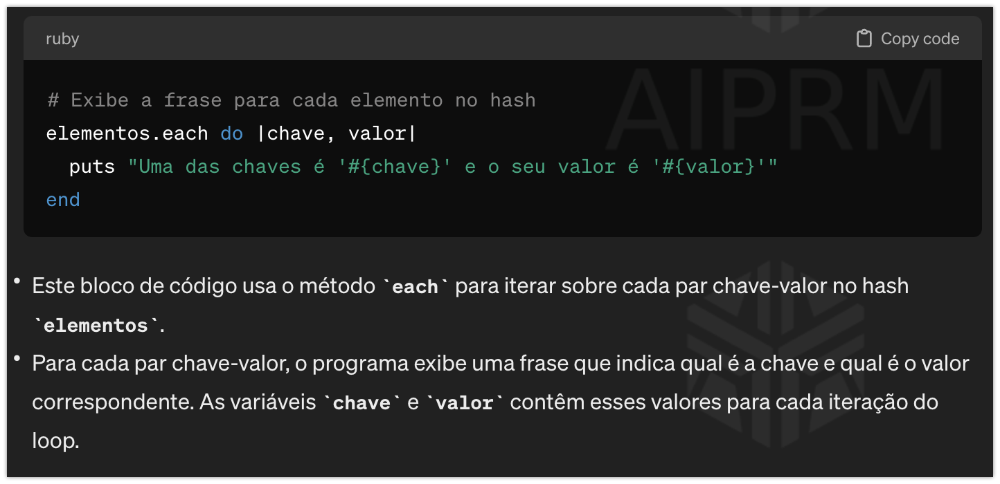 ruby
Copy code
AIPRM
# Exibe a frase para cada elemento no hash
elementos.each do |chave, valor|
  puts "Uma das chaves é '#{chave}' e o seu valor é '#{valor}'"
end
• Este bloco de código usa o método `each` para iterar sobre cada par chave-valor no hash
`elementos`.
• Para cada par chave-valor, o programa exibe uma frase que indica qual é a chave e qual é o valor
correspondente. As variáveis `chave` e `valor` contêm esses valores para cada iteração do
loop.